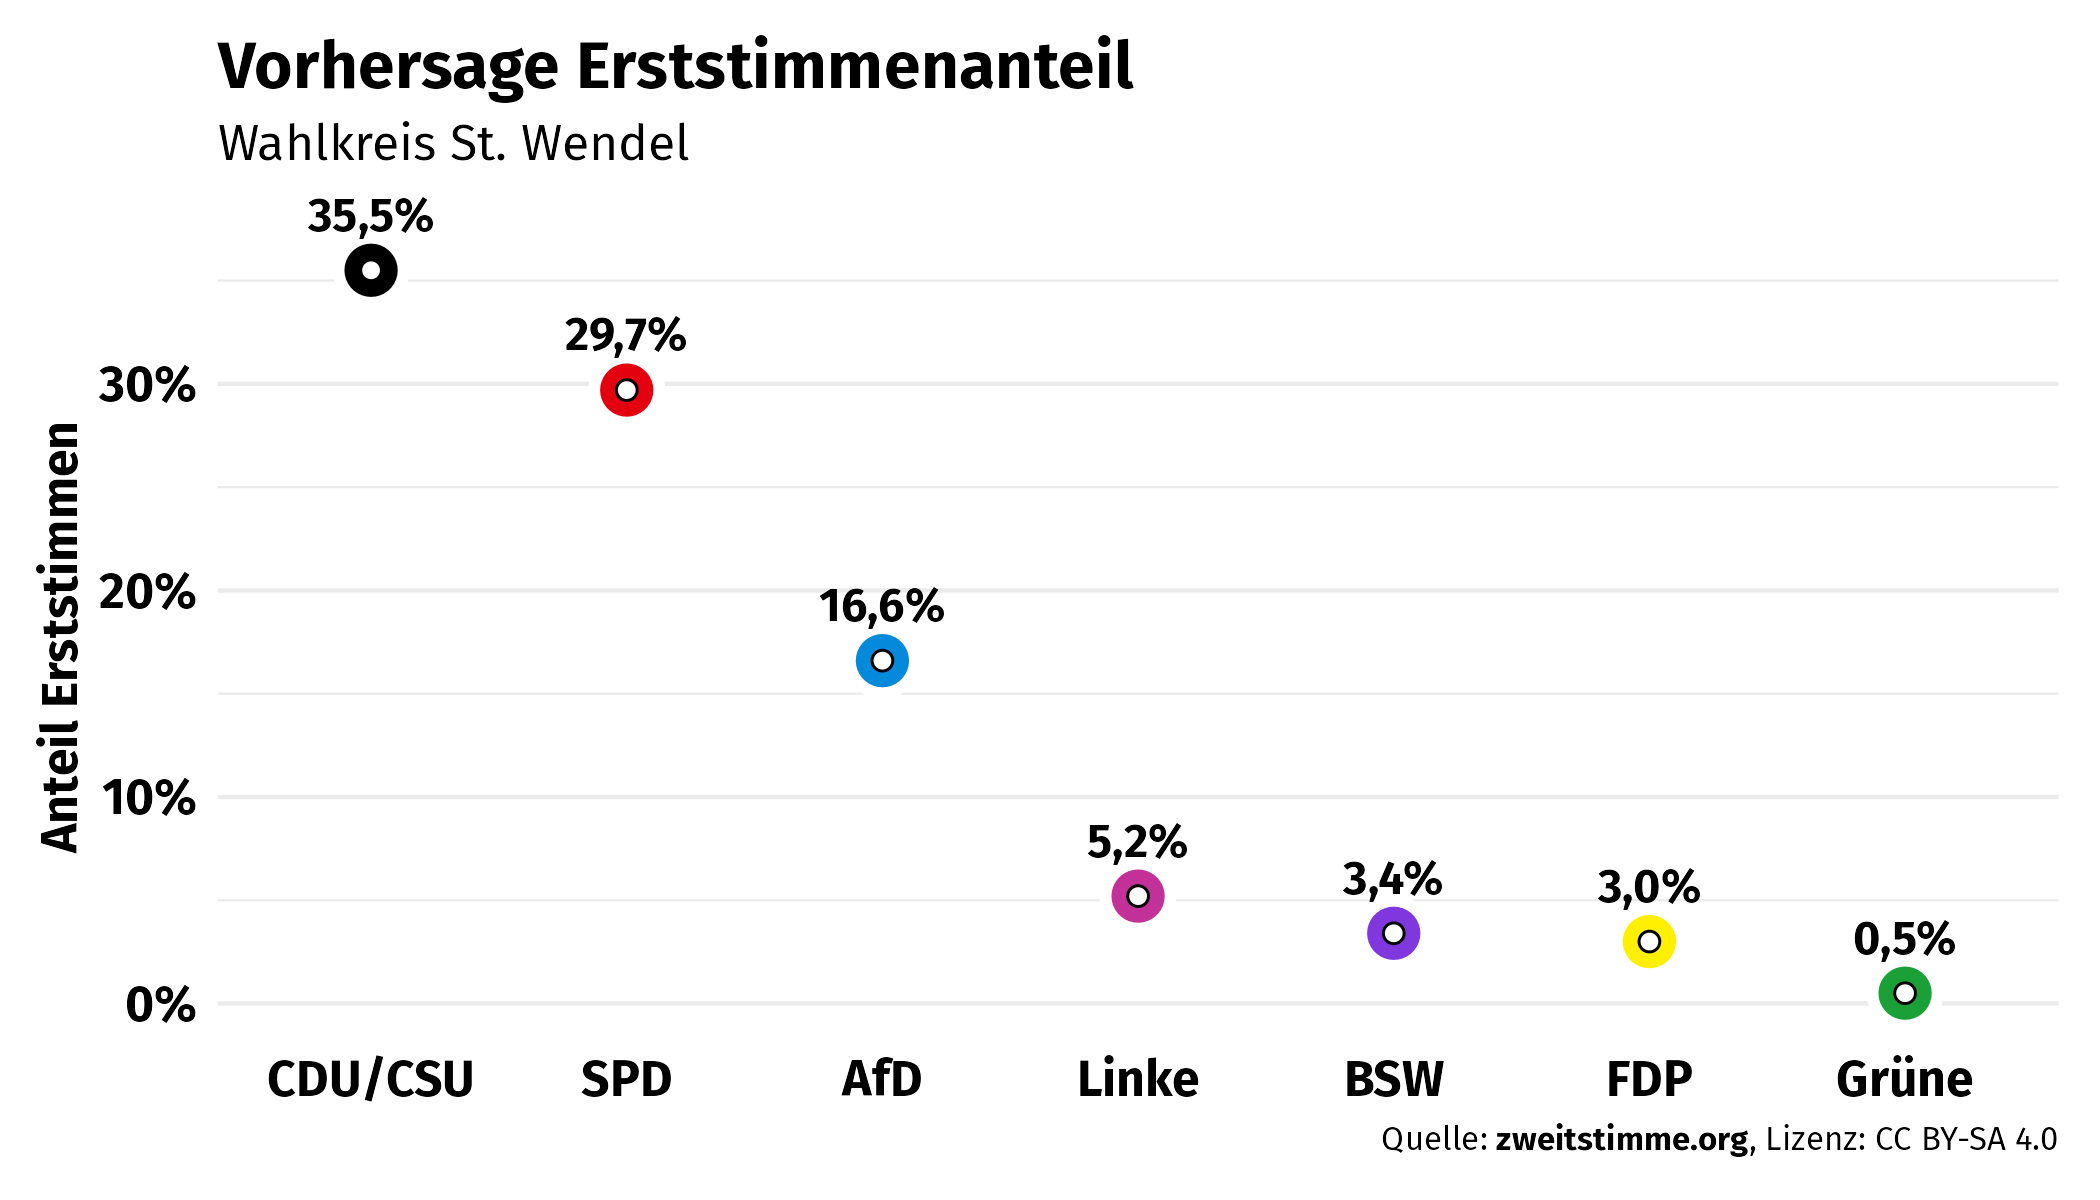 Vorhersage Erststimmenanteil
Wahlkreis St. Wendel
35,5%
29,7%
30%
Anteil Erststimmen
20%
16,6%
10%
5,2%
3,4%
3,0%
0,5%
0%
CDU/CSU SPD AfD Linke BSW FDP Grüne
Quelle: zweitstimme.org, Lizenz: CC BY-SA 4.0